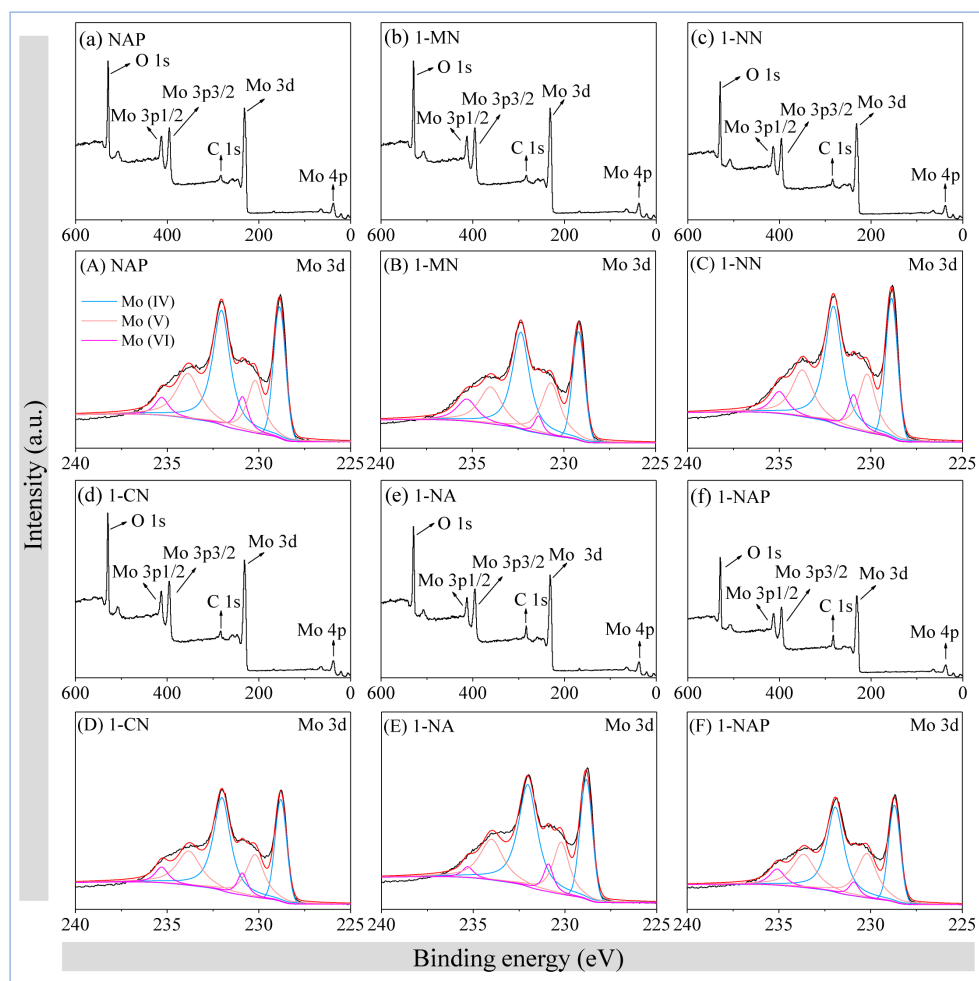 Intensity (a.u.)
(a) NAP
O 1s
Mo 3p3/2
Mo 3p1/2
Mo 3d
C 1s
Mo 4p
600 400 200 0
(b) 1-MN
O 1s
Mo 3p3/2
Mo 3p1/2
Mo 3d
C 1s
Mo 4p
600 400 200 0
(c) 1-NN
O 1s
Mo 3d
Mo 3p3/2
Mo 3p1/2
C 1s
Mo 4p
600 400 200 0
(A) NAP Mo 3d
Mo (IV)
Mo (V)
Mo (VI)
240 235 230 225
(B) 1-MN Mo 3d
240 235 230 225
(C) 1-NN Mo 3d
240 235 230 225
(d) 1-CN
O 1s
Mo 3p3/2
Mo 3d
Mo 3p1/2
C 1s
Mo 4p
600 400 200 0
(e) 1-NA
O 1s
Mo 3p3/2
Mo 3d
Mo 3p1/2
C 1s
Mo 4p
600 400 200 0
(f) 1-NAP
O 1s
Mo 3d
Mo 3p3/2
Mo 3p1/2
C 1s
Mo 4p
600 400 200 0
(D) 1-CN Mo 3d
240 235 230 225
(E) 1-NA Mo 3d
240 235 230 225
(F) 1-NAP Mo 3d
240 235 230 225
Binding energy (eV)